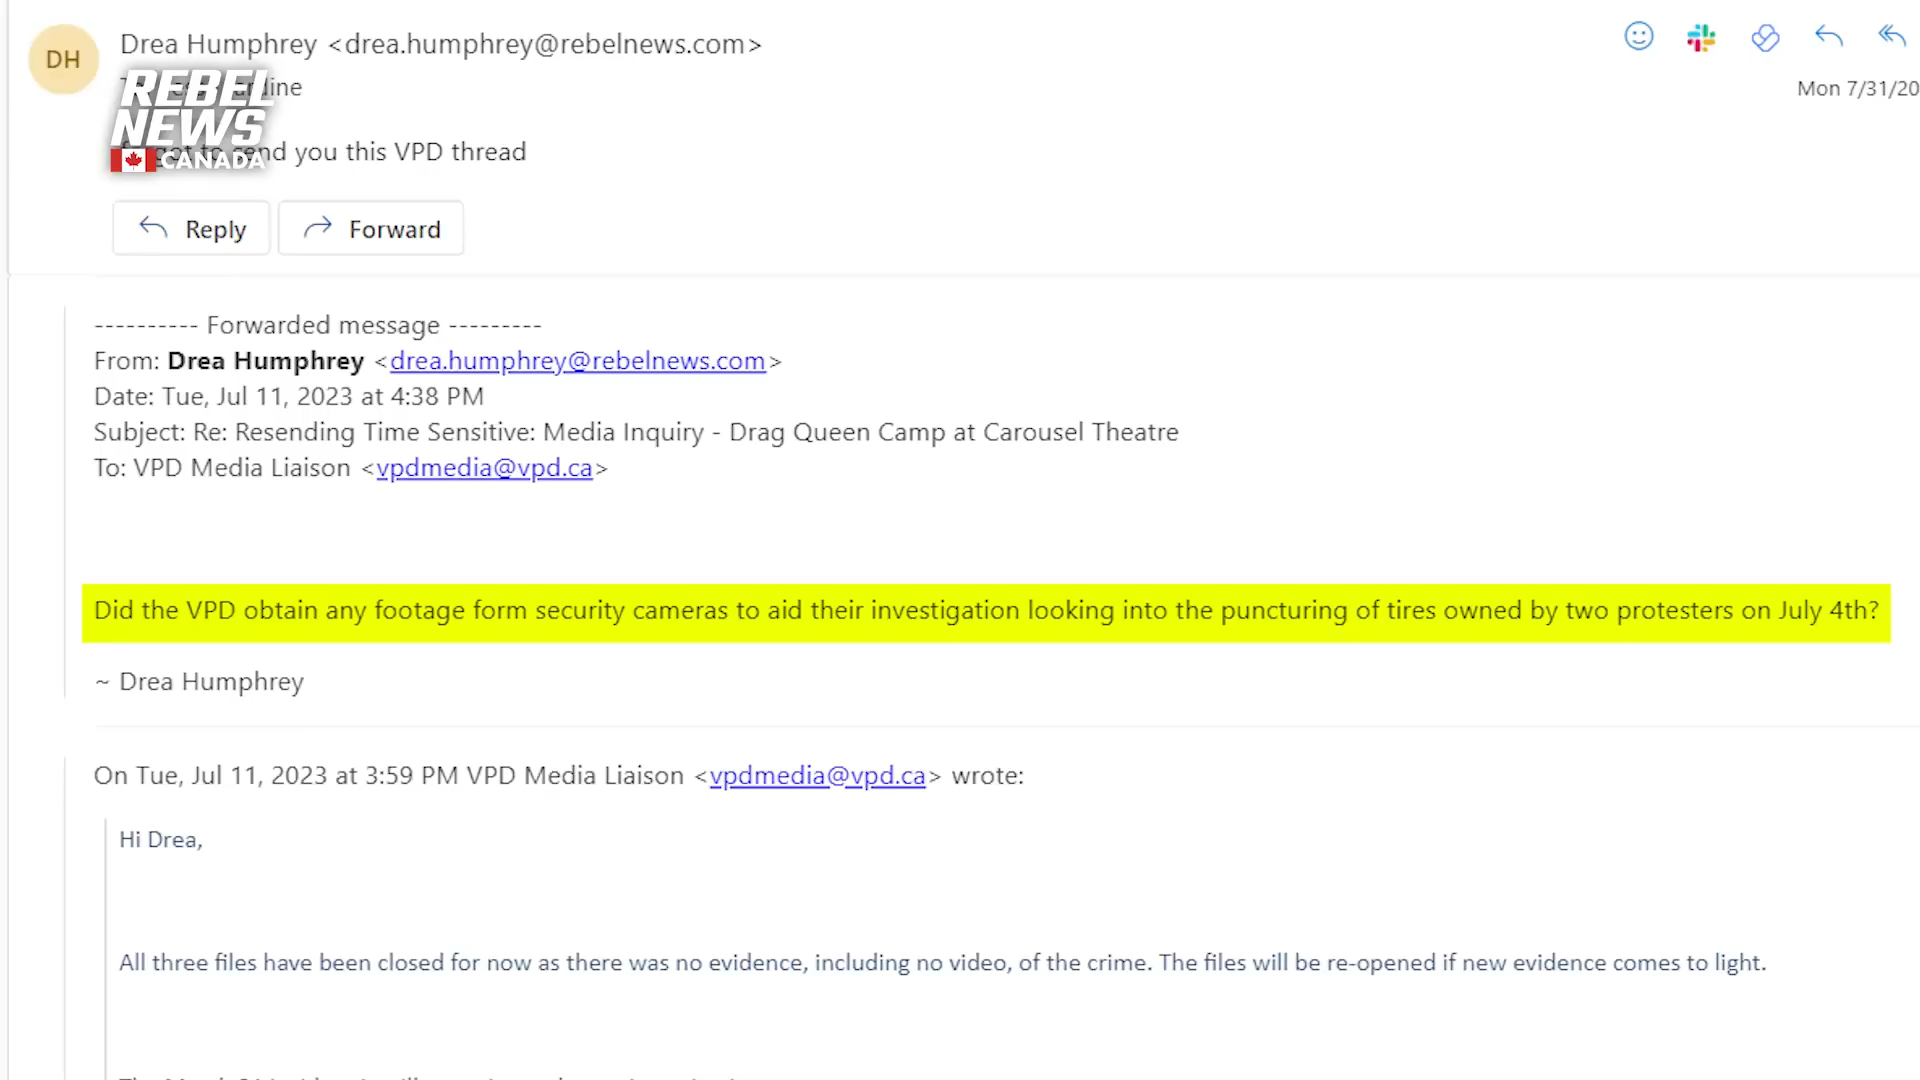 DH
Drea Humphrey <drea.humphrey@rebelnews.com>
REBEL
NEWS
CANADA
Mon 7/31/20
to send you this VPD thread
Reply
Forward
---------- Forwarded message ---------
From: Drea Humphrey <drea.humphrey@rebelnews.com>
Date: Tue, Jul 11, 2023 at 4:38 PM
Subject: Re: Resending Time Sensitive: Media Inquiry - Drag Queen Camp at Carousel Theatre
To: VPD Media Liaison <vpdmedia@vpd.ca>
Did the VPD obtain any footage form security cameras to aid their investigation looking into the puncturing of tires owned by two protesters on July 4th?
~ Drea Humphrey
On Tue, Jul 11, 2023 at 3:59 PM VPD Media Liaison <vpdmedia@vpd.ca> wrote:
Hi Drea,
All three files have been closed for now as there was no evidence, including no video, of the crime. The files will be re-opened if new evidence comes to light.